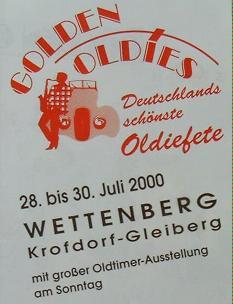 GOLDEN
OLDIES
Deutschlands
schönste
Oldiefete
28. bis 30. Juli 2000
WETTENBERG
Krofdorf-Gleiberg
mit großer Oldtimer-Ausstellung
am Sonntag